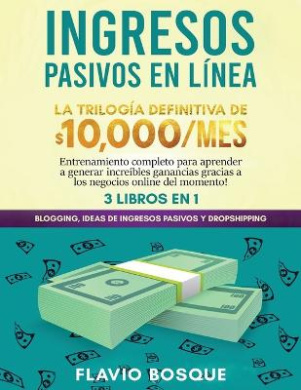 INGRESOS
PASIVOS EN LÍNEA
LA TRILOGÍA DEFINITIVA DE
$10,000/MES
Entrenamiento completo para aprender
a generar increíbles ganancias gracias a
los negocios online del momento!
3 LIBROS EN 1
BLOGGING, IDEAS DE INGRESOS PASIVOS Y DROPSHIPPING
FLAVIO BOSQUE